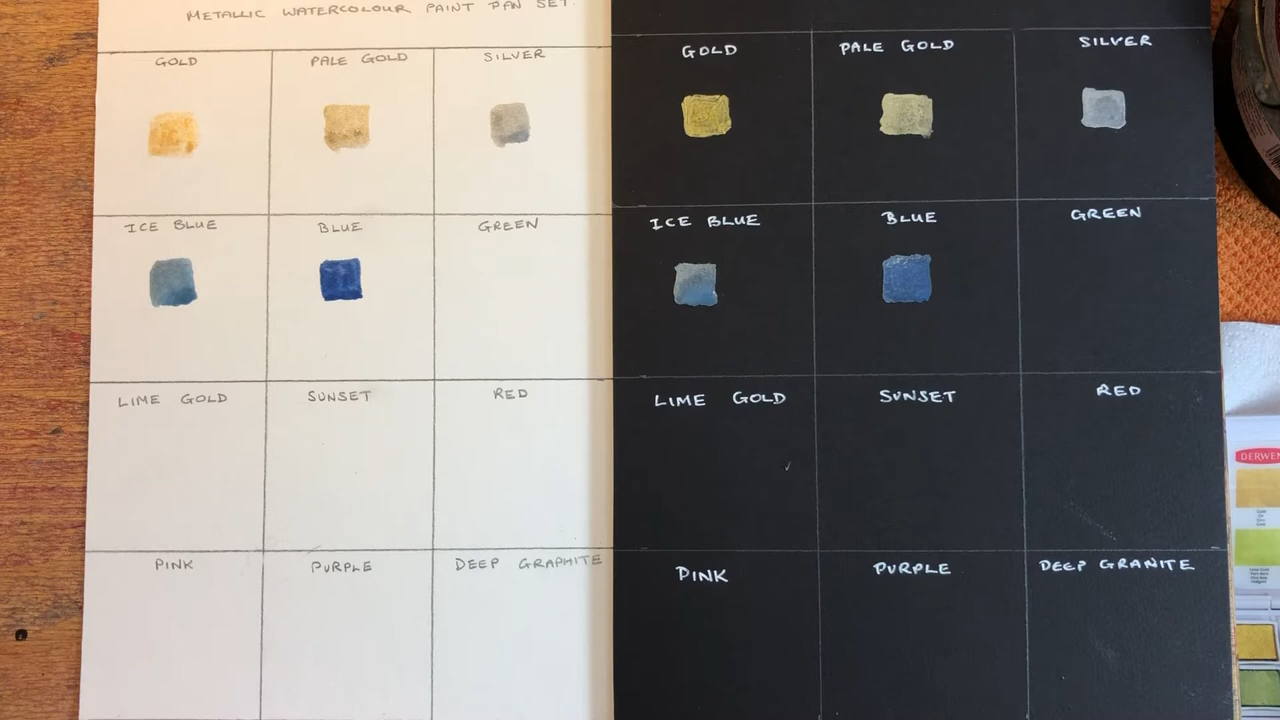 METALLIC WATERCOLOUR PAINT PAN SET.
GOLD PALE GOLD SILVER
ICE BLUE BLUE GREEN
LIME GOLD SUNSET RED
PINK PURPLE DEEP GRAPHITE
GOLD PALE GOLD SILVER
ICE BLUE BLUE GREEN
LIME GOLD SUNSET RED
PINK PURPLE DEEP GRANITE